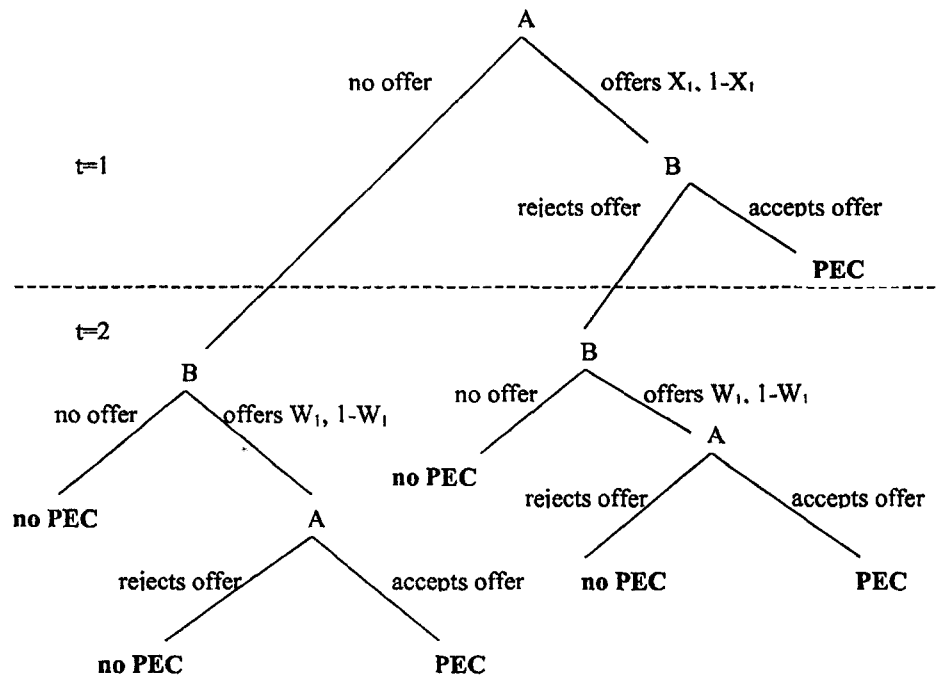 A
no offer
offers X₁, 1-X₁
t=1
B
rejects offer
accepts offer
PEC
t=2
B
B
no offer
offers W₁, 1-W₁
no offer
offers W₁, 1-W₁
A
no PEC
rejects offer
accepts offer
no PEC
A
no PEC
PEC
rejects offer
accepts offer
no PEC
PEC